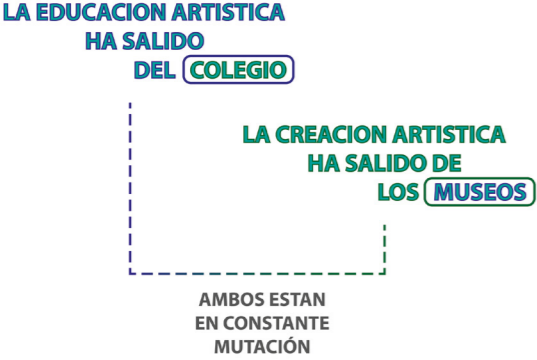 LA EDUCACION ARTISTICA
HA SALIDO
DEL COLEGIO
LA CREACION ARTISTICA
HA SALIDO DE
LOS MUSEOS
AMBOS ESTAN
EN CONSTANTE
MUTACIÓN